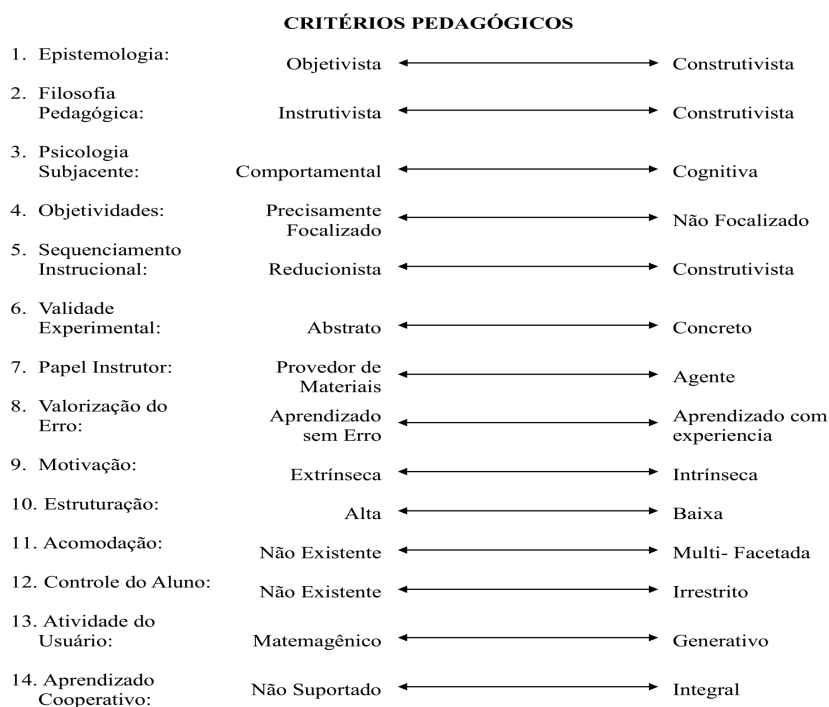 CRITÉRIOS PEDAGÓGICOS
1. Epistemologia: Objetivista Construtivista
2. Filosofia
Pedagógica: Instrutivista Construtivista
3. Psicologia
Subjacente: Comportamental Cognitiva
4. Objetividades: Precisamente
Focalizado Não Focalizado
5. Sequenciamento
Instrucional: Reducionista Construtivista
6. Validade
Experimental: Abstrato Concreto
7. Papel Instrutor: Provedor de
Materiais Agente
8. Valorização do
Erro: Aprendizado
sem Erro Aprendizado com
experiencia
9. Motivação: Extrínseca Intrínseca
10. Estruturação: Alta Baixa
11. Acomodação: Não Existente Multi- Facetada
12. Controle do Aluno: Não Existente Irrestrito
13. Atividade do
Usuário: Matemagênico Generativo
14. Aprendizado
Cooperativo: Não Suportado Integral